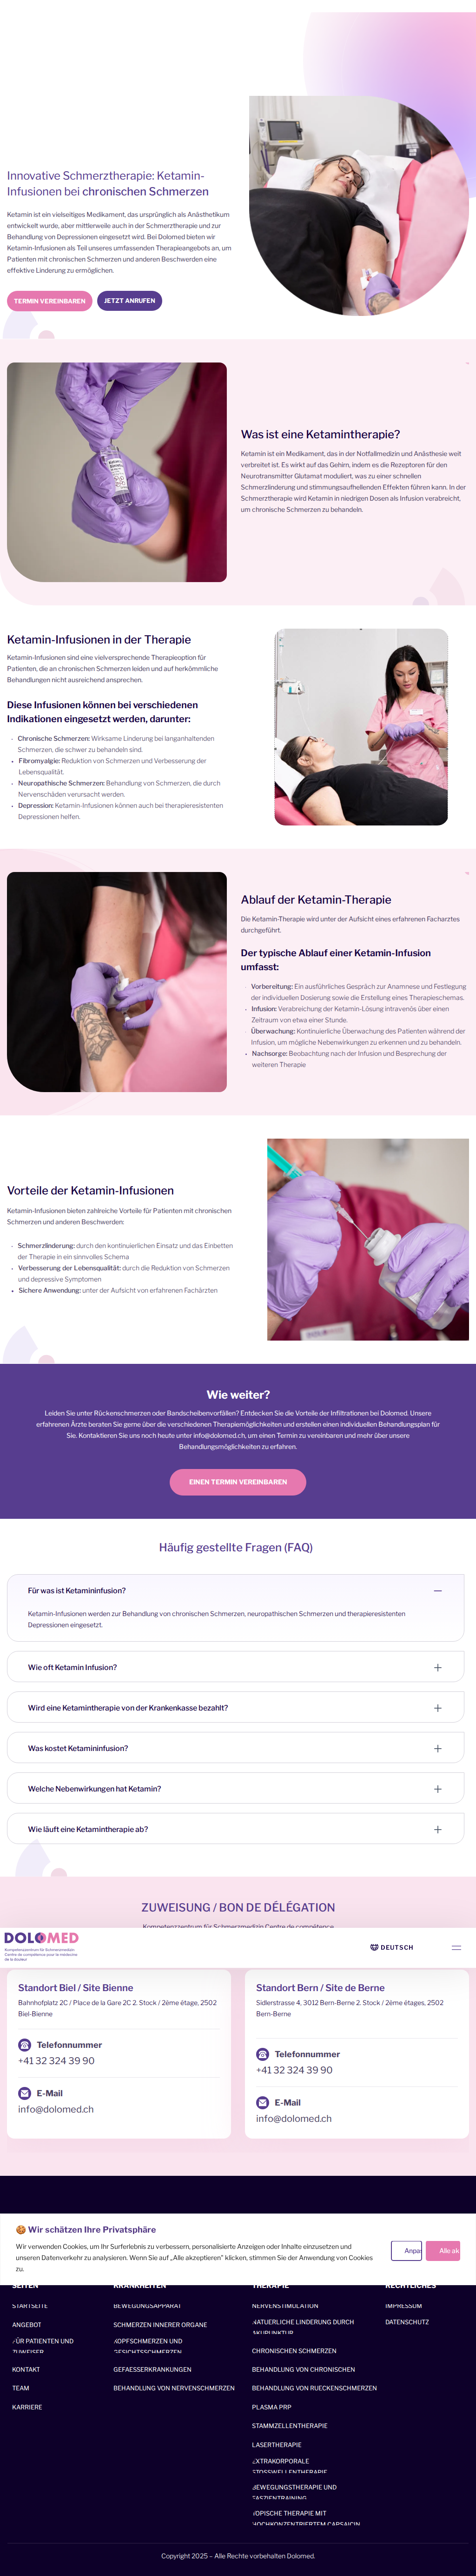 Innovative Schmerztherapie: Ketamin-
Infusionen bei chronischen Schmerzen
Ketamin ist ein vielseitiges Medikament, das ursprünglich als Anästhetikum
entwickelt wurde, aber mittlerweile auch in der Schmerztherapie und zur
Behandlung von Depressionen eingesetzt wird. Bei Dolomed bieten wir
Ketamin-Infusionen als Teil unseres umfassenden Therapieangebots an, um
Patienten mit chronischen Schmerzen und anderen Beschwerden eine
effektive Linderung zu ermöglichen.
TERMIN VEREINBAREN
JETZT ANRUFEN
Was ist eine Ketamintherapie?
Ketamin ist ein Medikament, das in der Notfallmedizin und Anästhesie weit
verbreitet ist. Es wirkt auf das Gehirn, indem es die Rezeptoren für den
Neurotransmitter Glutamat moduliert, was zu einer schnellen
Schmerzlinderung und stimmungsaufhellenden Effekten führen kann. In der
Schmerztherapie wird Ketamin in niedrigen Dosen als Infusion verabreicht,
um chronische Schmerzen zu behandeln.
Ketamin-Infusionen in der Therapie
Ketamin-Infusionen sind eine vielversprechende Therapieoption für
Patienten, die an chronischen Schmerzen leiden und auf herkömmliche
Behandlungen nicht ausreichend ansprechen.
Diese Infusionen können bei verschiedenen
Indikationen eingesetzt werden, darunter:
Chronische Schmerzen: Wirksame Linderung bei langanhaltenden
Schmerzen, die schwer zu behandeln sind.
Fibromyalgie: Reduktion von Schmerzen und Verbesserung der
Lebensqualität.
Neuropathische Schmerzen: Behandlung von Schmerzen, die durch
Nervenschäden verursacht werden.
Depression: Ketamin-Infusionen können auch bei therapieresistenten
Depressionen helfen.
Ablauf der Ketamin-Therapie
Die Ketamin-Therapie wird unter der Aufsicht eines erfahrenen Facharztes
durchgeführt.
Der typische Ablauf einer Ketamin-Infusion
umfasst:
Vorbereitung: Ein ausführliches Gespräch zur Anamnese und Festlegung
der individuellen Dosierung sowie die Erstellung eines Therapieschemas.
Infusion: Verabreichung der Ketamin-Lösung intravenös über einen
Zeitraum von etwa einer Stunde.
Überwachung: Kontinuierliche Überwachung des Patienten während der
Infusion, um mögliche Nebenwirkungen zu erkennen und zu behandeln.
Nachsorge: Beobachtung nach der Infusion und Besprechung der
weiteren Therapie
Vorteile der Ketamin-Infusionen
Ketamin-Infusionen bieten zahlreiche Vorteile für Patienten mit chronischen
Schmerzen und anderen Beschwerden:
Schmerzlinderung: durch den kontinuierlichen Einsatz und das Einbetten
der Therapie in ein sinnvolles Schema
Verbesserung der Lebensqualität: durch die Reduktion von Schmerzen
und depressive Symptomen
Sichere Anwendung: unter der Aufsicht von erfahrenen Fachärzten
Wie weiter?
Leiden Sie unter Rückenschmerzen oder Bandscheibenvorfällen? Entdecken Sie die Vorteile der Infiltrationen bei Dolomed. Unsere
erfahrenen Ärzte beraten Sie gerne über die verschiedenen Therapiemöglichkeiten und erstellen einen individuellen Behandlungsplan für
Sie. Kontaktieren Sie uns noch heute unter info@dolomed.ch, um einen Termin zu vereinbaren und mehr über unsere
Behandlungsmöglichkeiten zu erfahren.
EINEN TERMIN VEREINBAREN
Häufig gestellte Fragen (FAQ)
Für was ist Ketamininfusion?
Ketamin-Infusionen werden zur Behandlung von chronischen Schmerzen, neuropathischen Schmerzen und therapieresistenten
Depressionen eingesetzt.
Wie oft Ketamin Infusion?
Wird eine Ketamintherapie von der Krankenkasse bezahlt?
Was kostet Ketamininfusion?
Welche Nebenwirkungen hat Ketamin?
Wie läuft eine Ketamintherapie ab?
ZUWEISUNG / BON DE DÉLÉGATION
Kompetenzzentrum für Schmerzmedizin Centre de compétence
DOLOMED
Kompetenzzentrum für Schmerzmedizin
Centre de compétence pour la médecine
de la douleur
DEUTSCH
Standort Biel / Site Bienne
Bahnhofplatz 2C / Place de la Gare 2C 2. Stock / 2ème étage, 2502
Biel-Bienne
Telefonnummer
+41 32 324 39 90
E-Mail
info@dolomed.ch
Standort Bern / Site de Berne
Sidlerstrasse 4, 3012 Bern-Berne 2. Stock / 2ème étages, 2502
Bern-Berne
Telefonnummer
+41 32 324 39 90
E-Mail
info@dolomed.ch
Wir schätzen Ihre Privatsphäre
Wir verwenden Cookies, um Ihr Surferlebnis zu verbessern, personalisierte Anzeigen oder Inhalte einzusetzen und
unseren Datenverkehr zu analysieren. Wenn Sie auf „Alle akzeptieren" klicken, stimmen Sie der Anwendung von Cookies
zu.
Anpa
Alle ak
SEITEN
STARTSEITE
ANGEBOT
FÜR PATIENTEN UND
ZUWEISER
KONTAKT
TEAM
KARRIERE
KRANKHEITEN
BEWEGUNGSAPPARAT
SCHMERZEN INNERER ORGANE
KOPFSCHMERZEN UND
GESICHTSSCHMERZEN
GEFAESSERKRANKUNGEN
BEHANDLUNG VON NERVENSCHMERZEN
THERAPIE
NERVENSTIMULATION
NATUERLICHE LINDERUNG DURCH
AKUPUNKTUR
CHRONISCHEN SCHMERZEN
BEHANDLUNG VON CHRONISCHEN
BEHANDLUNG VON RUECKENSCHMERZEN
PLASMA PRP
STAMMZELLENTHERAPIE
LASERTHERAPIE
EXTRAKORPORALE
STOSSWELLENTHERAPIE
BEWEGUNGSTHERAPIE UND
FASZIENTRAINING
TOPISCHE THERAPIE MIT
HOCHKONZENTRIERTEM CAPSAICIN
RECHTLICHES
IMPRESSUM
DATENSCHUTZ
Copyright 2025 – Alle Rechte vorbehalten Dolomed.